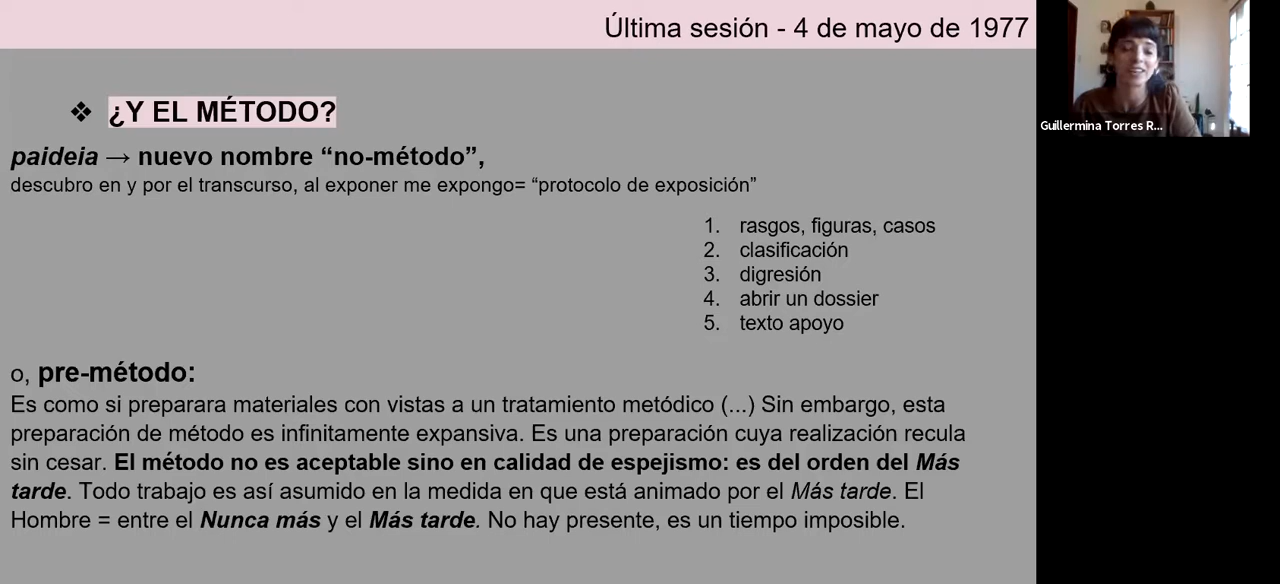 Última sesión - 4 de mayo de 1977
❖ ¿Y EL MÉTODO?
paideia → nuevo nombre “no-método”,
descubro en y por el transcurso, al exponer me expongo= “protocolo de exposición”
1. rasgos, figuras, casos
2. clasificación
3. digresión
4. abrir un dossier
5. texto apoyo
o, pre-método:
Es como si preparara materiales con vistas a un tratamiento metódico (...) Sin embargo, esta
preparación de método es infinitamente expansiva. Es una preparación cuya realización recula
sin cesar. El método no es aceptable sino en calidad de espejismo: es del orden del Más
tarde. Todo trabajo es así asumido en la medida en que está animado por el Más tarde. El
Hombre = entre el Nunca más y el Más tarde. No hay presente, es un tiempo imposible.
Guillermina Torres R...